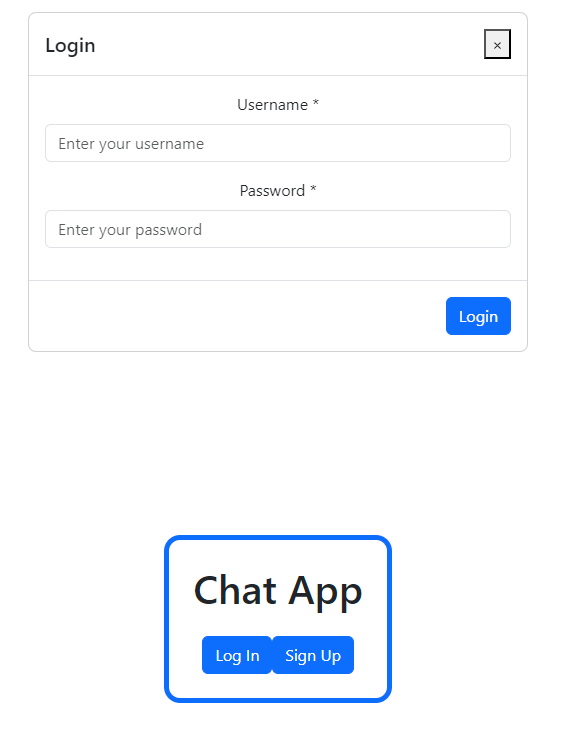 Login ×
Username *
Enter your username
Password *
Enter your password
Login
Chat App
Log In Sign Up